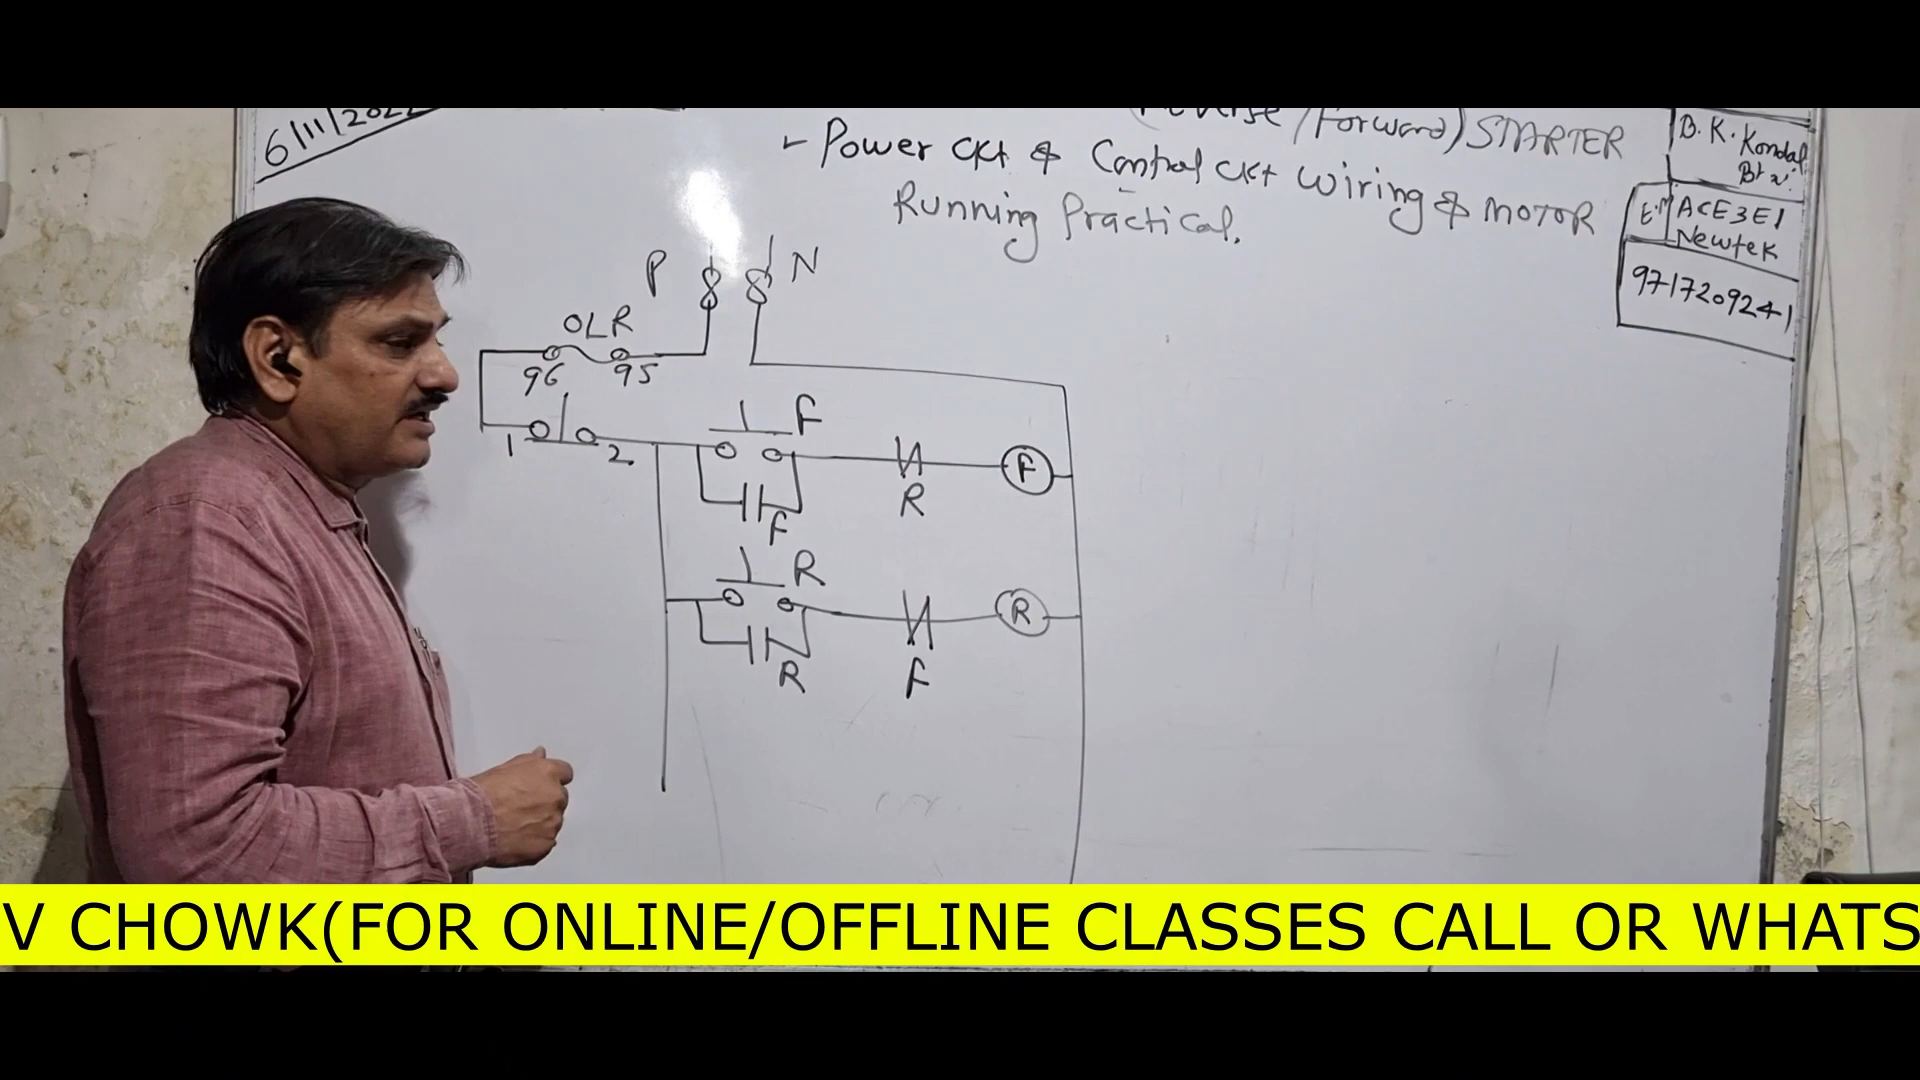 6/11/2022
/Forward) STARTER
- Power ckt & Control ckt wiring & MOTOR
Running Practical.
B. K. Kondal
E.M ACE3E1
Newtek
9717209241
P N
OLR
96 95
1 2
F
R F
F
R
R
R F
V CHOWK(FOR ONLINE/OFFLINE CLASSES CALL OR WHATS